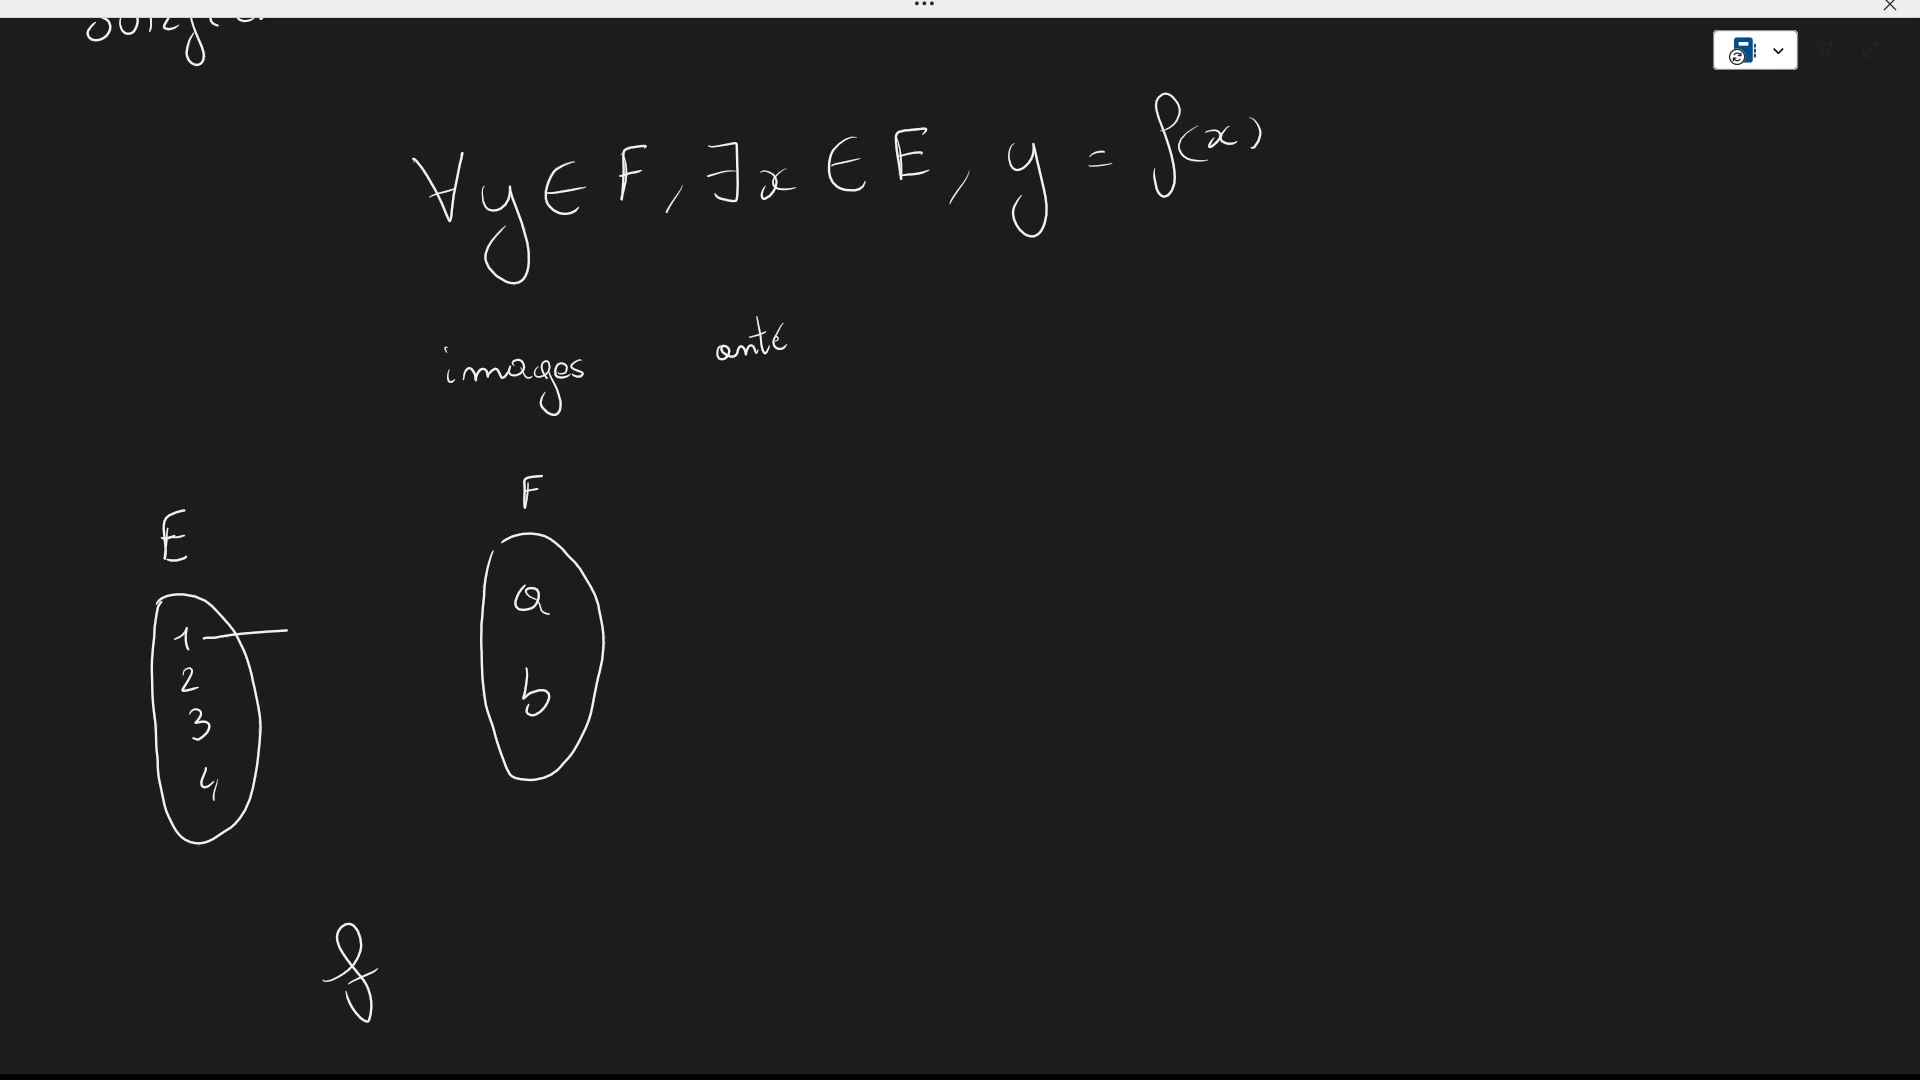 ∀y ∈ F, ∃x ∈ E, y = f(x)
images anté
F
E
a
1
2
b
3
4
f